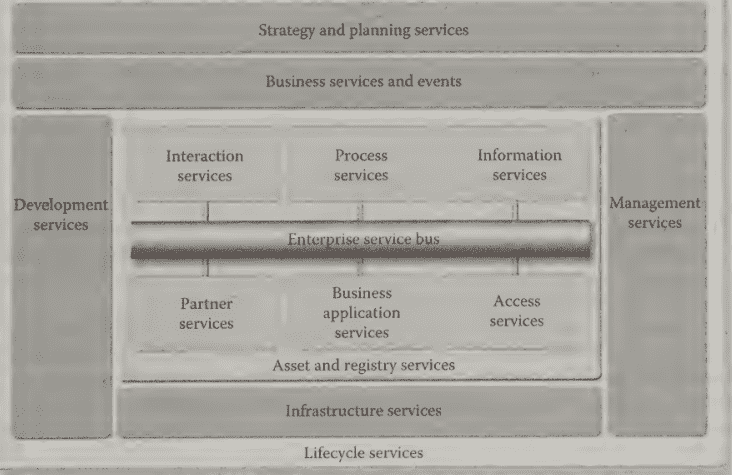 Strategy and planning services
Business services and events
Development
services
Interaction
services
Process
services
Information
services
Management
services
Enterprise service bus
Partner
services
Business
application
services
Access
services
Asset and registry services
Infrastructure services
Lifecycle services